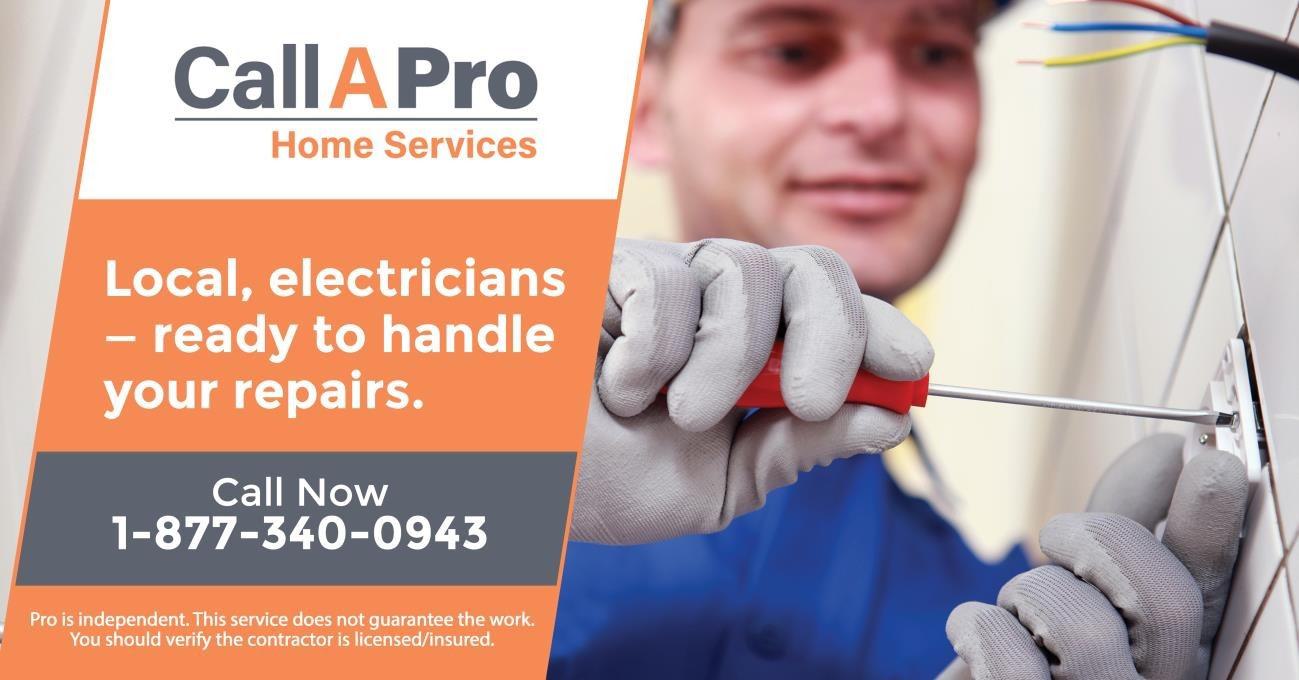 Call A Pro
Home Services
Local, electricians
– ready to handle
your repairs.
Call Now
1-877-340-0943
Pro is independent. This service does not guarantee the work.
You should verify the contractor is licensed/insured.